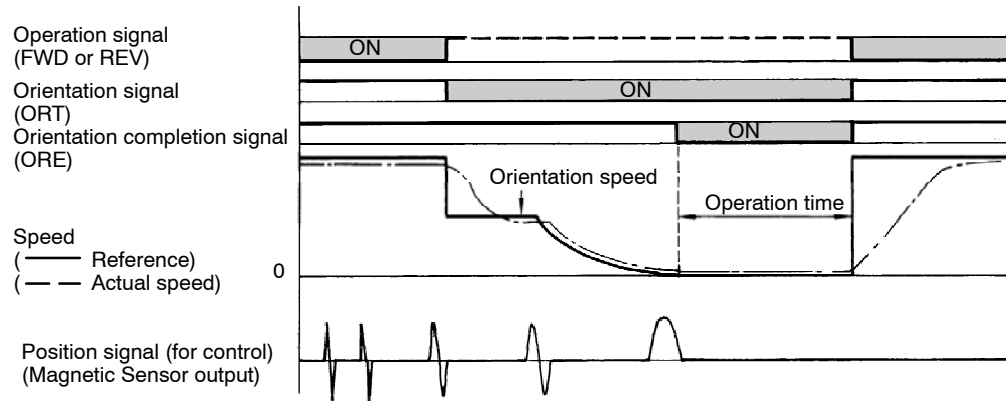 Operation signal
(FWD or REV)
ON
Orientation signal
(ORT)
ON
Orientation completion signal
(ORE)
ON
Orientation speed
Operation time
Speed
( Reference)
( Actual speed)
0
Position signal (for control)
(Magnetic Sensor output)